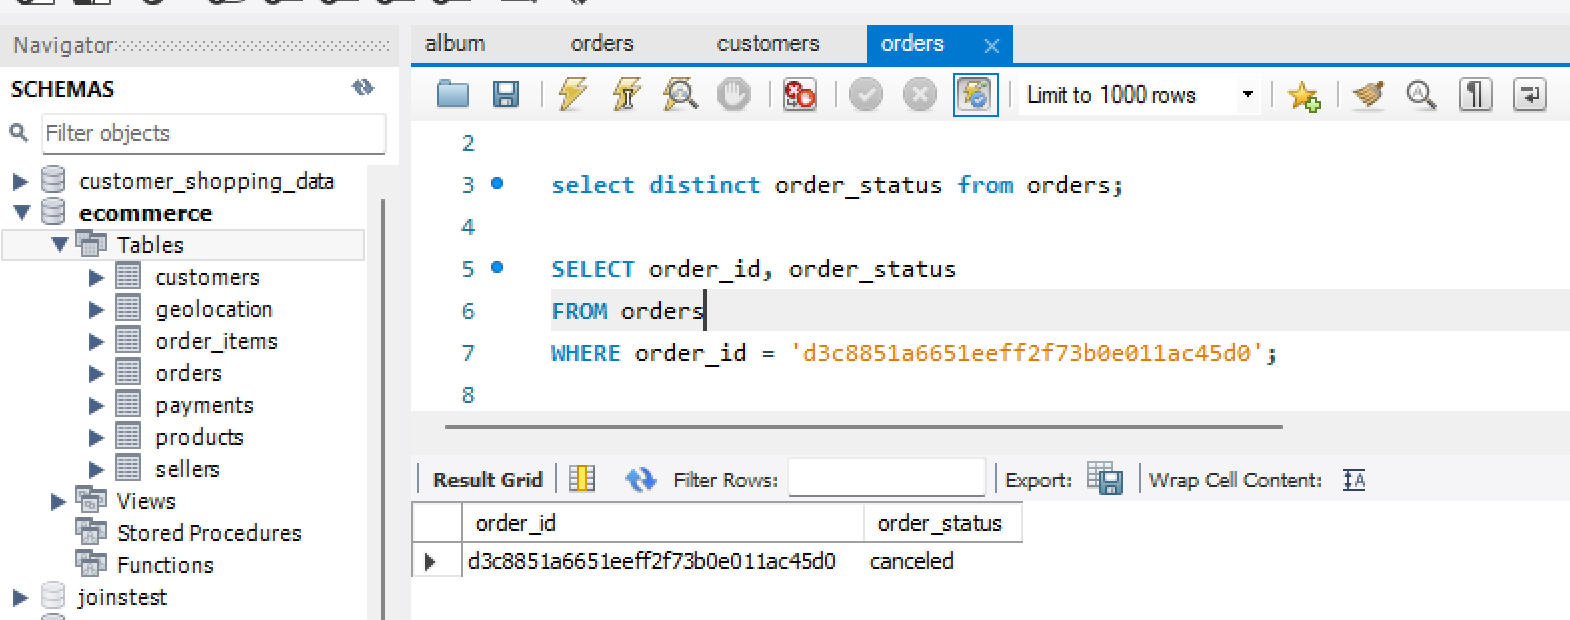 Navigator
SCHEMAS
Filter objects
customer_shopping_data
ecommerce
Tables
customers
geolocation
order_items
orders
payments
products
sellers
Views
Stored Procedures
Functions
joinstest
album orders customers orders
Limit to 1000 rows
2
3 select distinct order_status from orders;
4
5 SELECT order_id, order_status
6 FROM orders
7 WHERE order_id = 'd3c8851a6651eeff2f73b0e011ac45d0';
8
Result Grid Filter Rows: Export: Wrap Cell Content: IA
order_id order_status
d3c8851a6651eeff2f73b0e011ac45d0 canceled